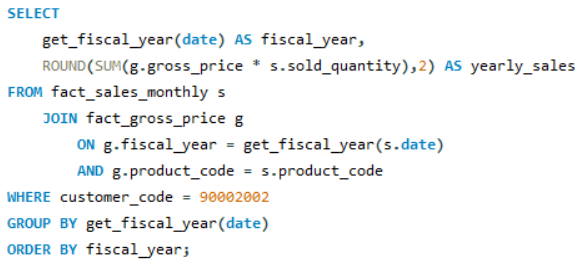 SELECT
    get_fiscal_year(date) AS fiscal_year,
    ROUND(SUM(g.gross_price * s.sold_quantity),2) AS yearly_sales
FROM fact_sales_monthly s
    JOIN fact_gross_price g
        ON g.fiscal_year = get_fiscal_year(s.date)
        AND g.product_code = s.product_code
WHERE customer_code = 90002002
GROUP BY get_fiscal_year(date)
ORDER BY fiscal_year;